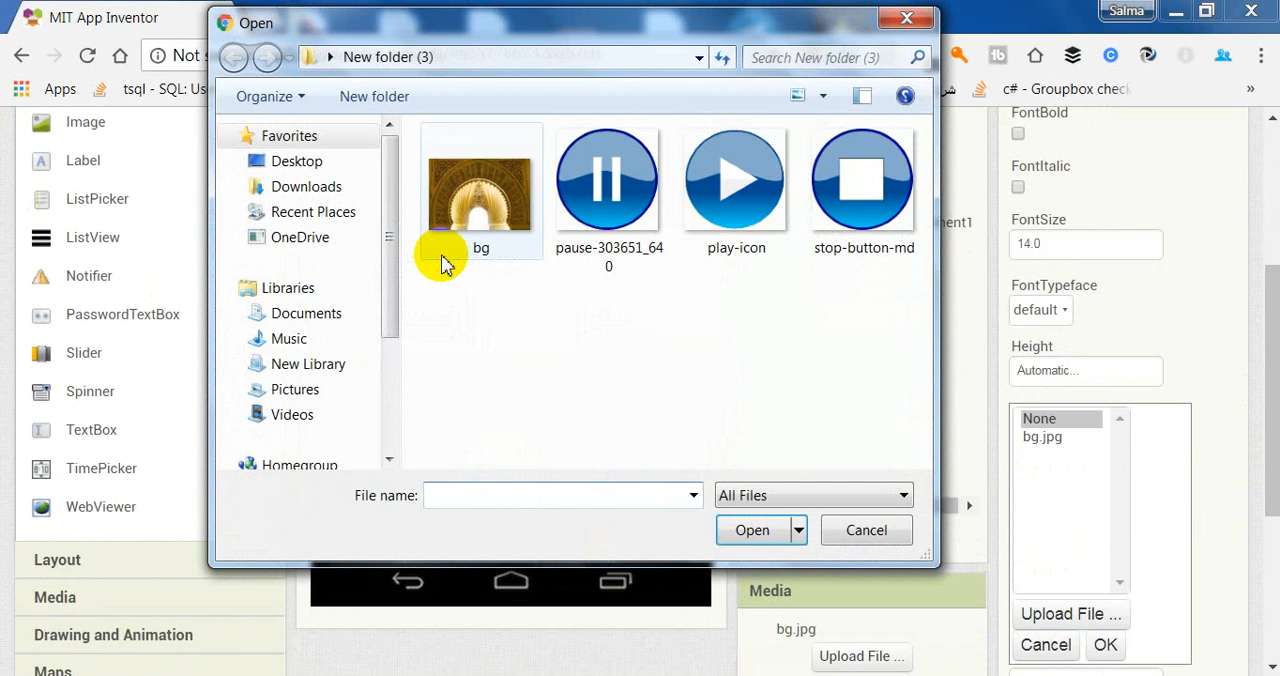 MIT App Inventor
Open
Salma
Not s
New folder (3)
Search New folder (3)
Apps
tsql - SQL: Us
c# - Groupbox chec
»
Organize
New folder
Favorites
Desktop
Downloads
Recent Places
OneDrive
Libraries
Documents
Music
New Library
Pictures
Videos
Homegroup
bg
pause-303651_64
0
play-icon
stop-button-md
File name:
All Files
Open
Cancel
Image
Label
ListPicker
ListView
Notifier
PasswordTextBox
Slider
Spinner
TextBox
TimePicker
WebViewer
Layout
Media
Drawing and Animation
Maps
nent1
Media
bg.jpg
Upload File ...
FontBold
FontItalic
FontSize
14.0
FontTypeface
default
Height
Automatic...
None
bg.jpg
Upload File ...
Cancel
OK